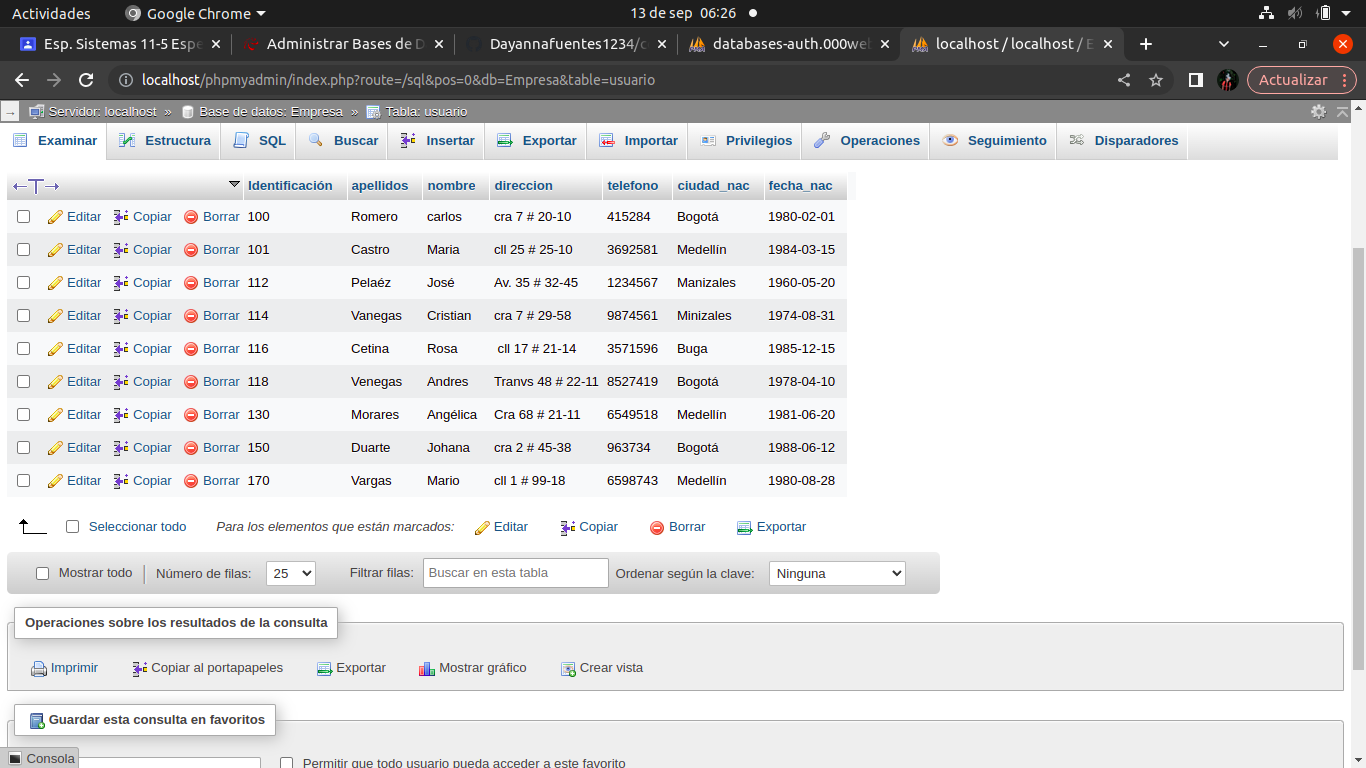 Actividades Google Chrome 13 de sep 06:26
Esp. Sistemas 11-5 Espe Administrar Bases de D Dayannafuentes1234/c databases-auth.000we localhost / localhost / E
localhost/phpmyadmin/index.php?route=/sql&pos=0&db=Empresa&table=usuario Actualizar
Servidor: localhost » Base de datos: Empresa » Tabla: usuario
Examinar Estructura SQL Buscar Insertar Exportar Importar Privilegios Operaciones Seguimiento Disparadores
Identificación apellidos nombre direccion telefono ciudad_nac fecha_nac
Editar Copiar Borrar 100 Romero carlos cra 7 # 20-10 415284 Bogotá 1980-02-01
Editar Copiar Borrar 101 Castro Maria cll 25 # 25-10 3692581 Medellín 1984-03-15
Editar Copiar Borrar 112 Pelaéz José Av. 35 # 32-45 1234567 Manizales 1960-05-20
Editar Copiar Borrar 114 Vanegas Cristian cra 7 # 29-58 9874561 Minizales 1974-08-31
Editar Copiar Borrar 116 Cetina Rosa cll 17 # 21-14 3571596 Buga 1985-12-15
Editar Copiar Borrar 118 Venegas Andres Tranvs 48 # 22-11 8527419 Bogotá 1978-04-10
Editar Copiar Borrar 130 Morares Angélica Cra 68 # 21-11 6549518 Medellín 1981-06-20
Editar Copiar Borrar 150 Duarte Johana cra 2 # 45-38 963734 Bogotá 1988-06-12
Editar Copiar Borrar 170 Vargas Mario cll 1 # 99-18 6598743 Medellín 1980-08-28
Seleccionar todo Para los elementos que están marcados: Editar Copiar Borrar Exportar
Mostrar todo Número de filas: 25 Filtrar filas: Buscar en esta tabla Ordenar según la clave: Ninguna
Operaciones sobre los resultados de la consulta
Imprimir Copiar al portapapeles Exportar Mostrar gráfico Crear vista
Guardar esta consulta en favoritos
Consola Permitir que todo usuario pueda acceder a este favorito